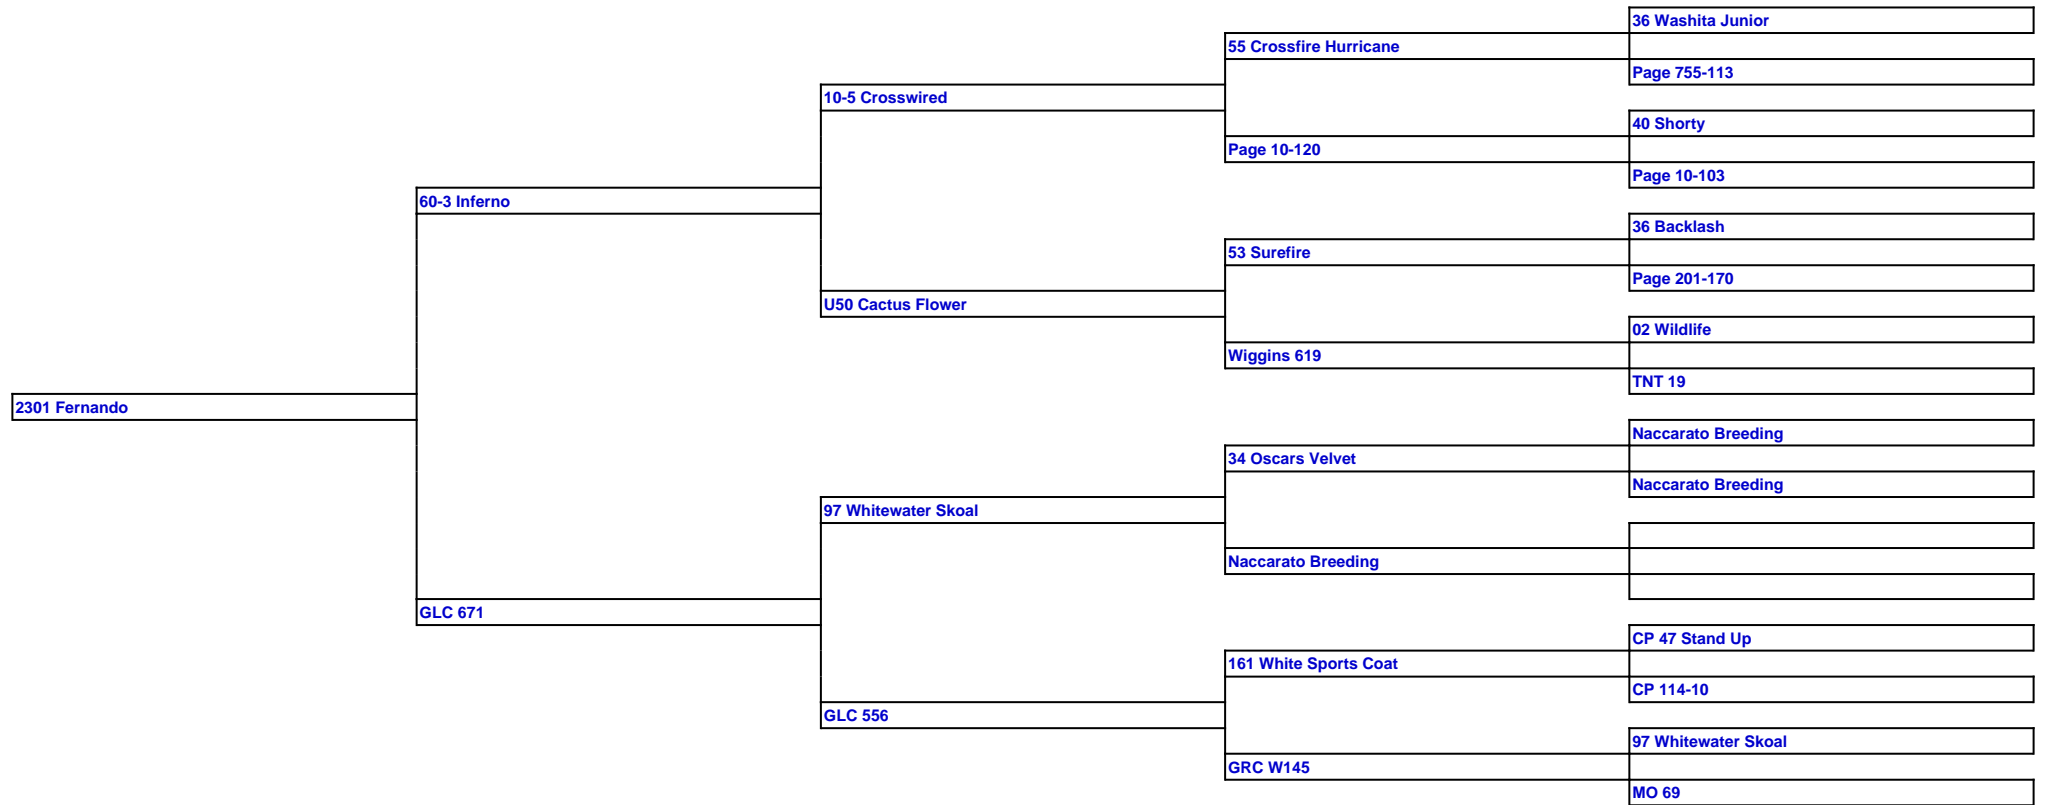 36 Washita Junior
55 Crossfire Hurricane
Page 755-113
10-5 Crosswired
40 Shorty
Page 10-120
Page 10-103
60-3 Inferno
36 Backlash
53 Surefire
Page 201-170
U50 Cactus Flower
02 Wildlife
Wiggins 619
TNT 19
2301 Fernando
Naccarato Breeding
34 Oscars Velvet
Naccarato Breeding
97 Whitewater Skoal
Naccarato Breeding
GLC 671
CP 47 Stand Up
161 White Sports Coat
CP 114-10
GLC 556
97 Whitewater Skoal
GRC W145
MO 69